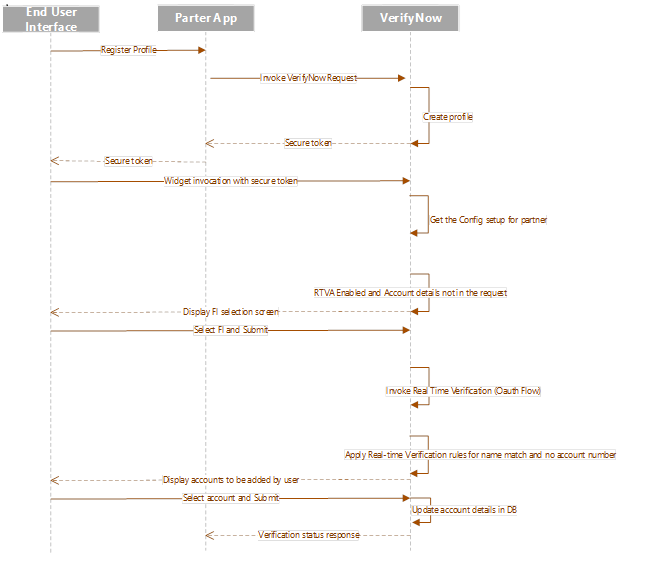 End User
Interface
Parter App
VerifyNow
Register Profile
Invoke VerifyNow Request
Create profile
Secure token
Secure token
Widget invocation with secure token
Get the Config setup for partner
RTVA Enabled and Account details not in the request
Display FI selection screen
Select FI and Submit
Invoke Real Time Verification (Oauth Flow)
Apply Real-time Verification rules for name match and no account number
Display accounts to be added by user
Select account and Submit
Update account details in DB
Verification status response